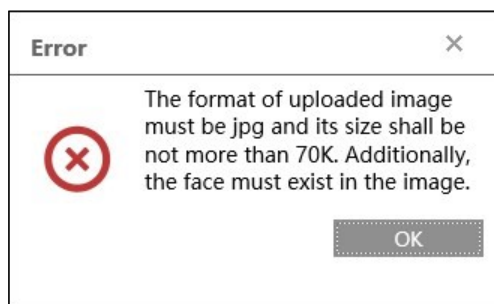 Error
The format of uploaded image
must be jpg and its size shall be
not more than 70K. Additionally,
the face must exist in the image.
OK